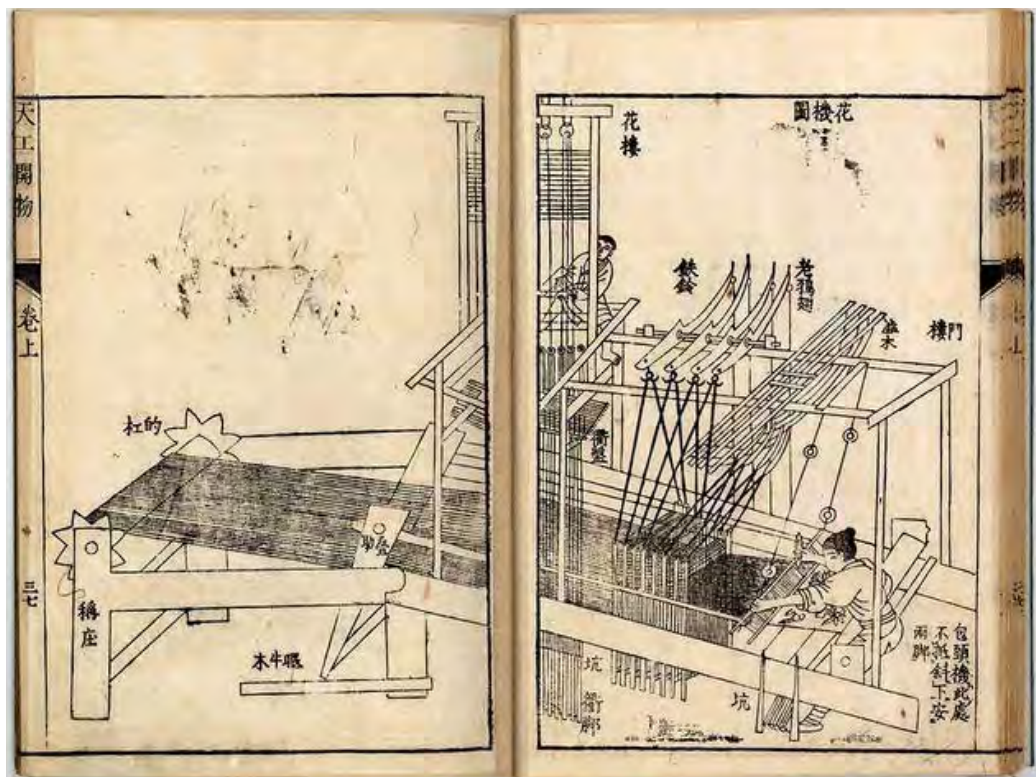 花機圖
花樓
門樓
老鴉翅
鐵鈴
衢盤
包頭機此處
不斜下安
兩脚
坑
坑
衢脚
天工開物
卷上
三七
的杠
稱庄
眠牛木